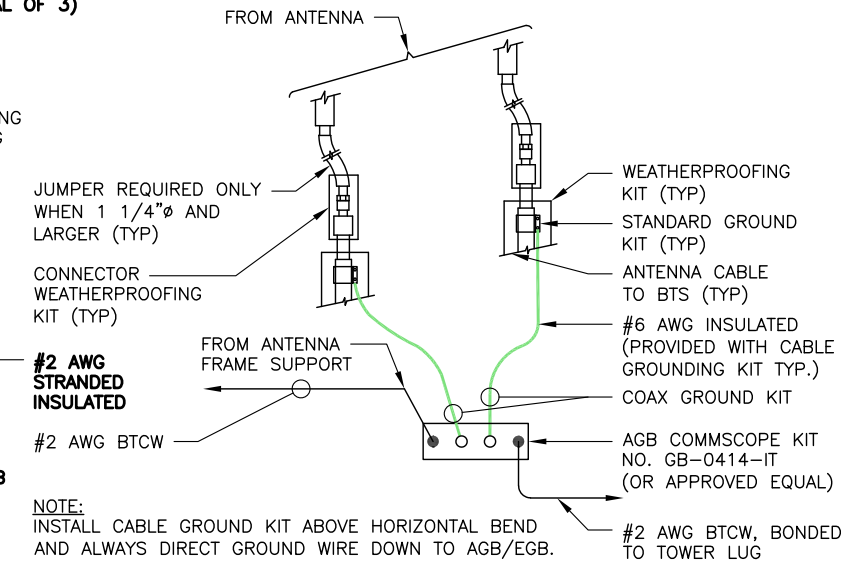 AL OF 3)
FROM ANTENNA
NG
G
JUMPER REQUIRED ONLY
WHEN 1 1/4"ø AND
LARGER (TYP)
CONNECTOR
WEATHERPROOFING
KIT (TYP)
WEATHERPROOFING
KIT (TYP)
STANDARD GROUND
KIT (TYP)
ANTENNA CABLE
TO BTS (TYP)
#6 AWG INSULATED
(PROVIDED WITH CABLE
GROUNDING KIT TYP.)
COAX GROUND KIT
FROM ANTENNA
FRAME SUPPORT
#2 AWG
STRANDED
INSULATED
#2 AWG BTCW
AGB COMMSCOPE KIT
NO. GB-0414-IT
(OR APPROVED EQUAL)
B
#2 AWG BTCW, BONDED
TO TOWER LUG
NOTE:
INSTALL CABLE GROUND KIT ABOVE HORIZONTAL BEND
AND ALWAYS DIRECT GROUND WIRE DOWN TO AGB/EGB.